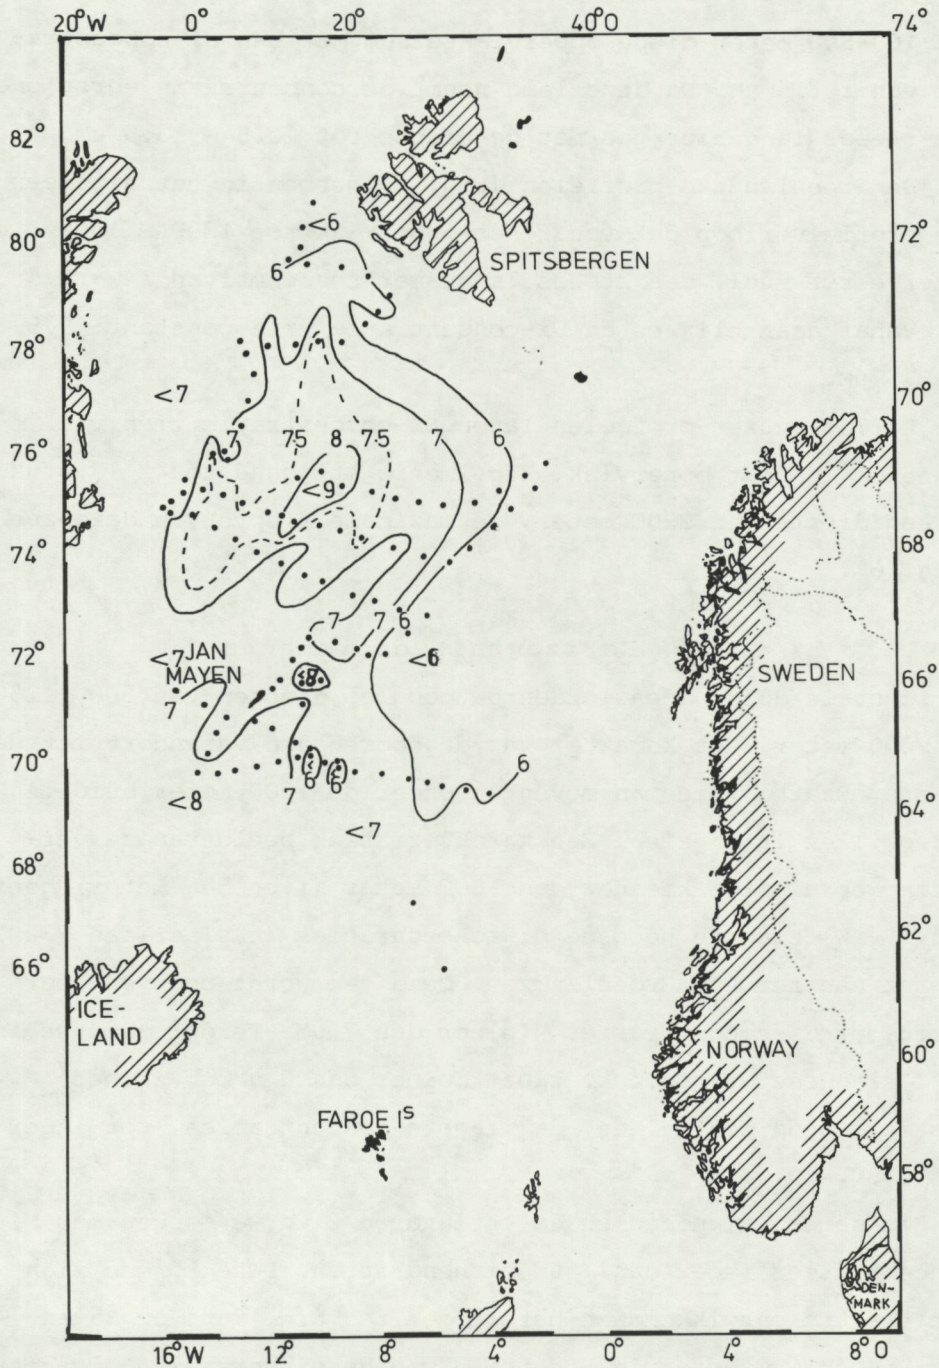 20°W 0° 20° 40°0 74°
82°
<6
80° 72°
6 SPITSBERGEN
78°
<7 70°
76° 7 75 8 7.5 7 6
<9
74° 68°
7 7 6
72° <7 JAN <6 SWEDEN
MAYEN <8 66°
7
70° 6
6 6
<8 7 64°
<7
68°
62°
66°
ICE-
LAND NORWAY 60°
FAROE IS
58°
DEN-
MARK
16°W 12° 8° 4° 0° 4° 8°0